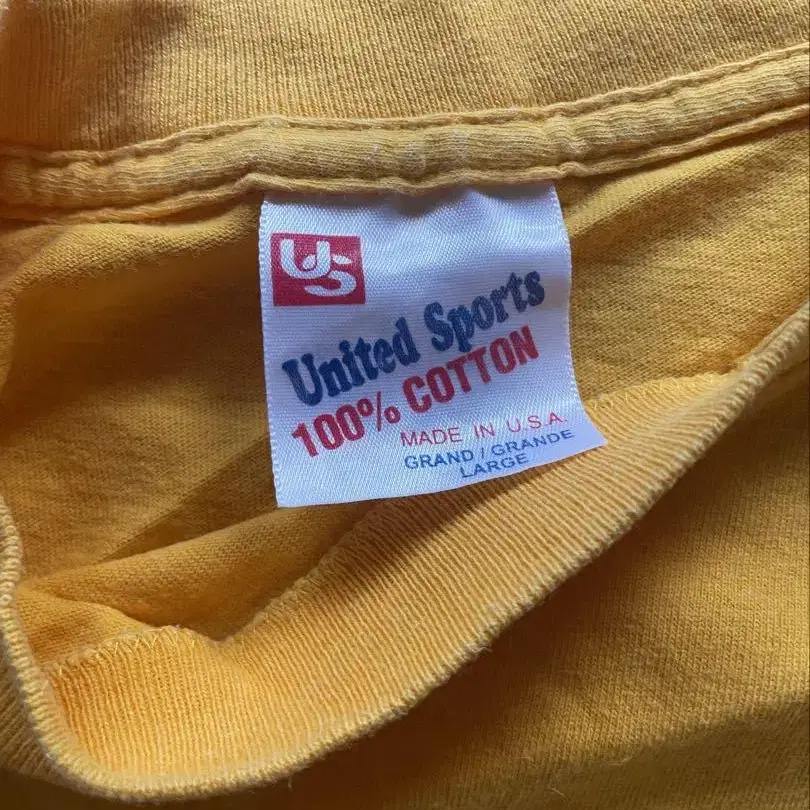 US
United Sports
100% COTTON
MADE IN U.S.A.
GRAND / GRANDE
LARGE